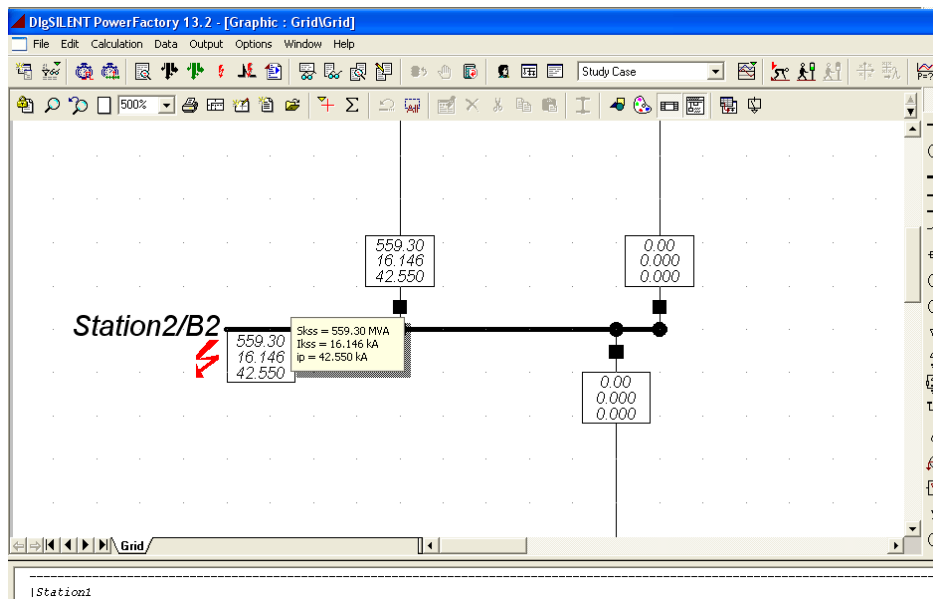 DIgSILENT PowerFactory 13.2 - [Graphic : Grid\Grid]
File Edit Calculation Data Output Options Window Help
Study Case
500%
559.30
16.146
42.550
0.00
0.000
0.000
Station2/B2
559.30
16.146
42.550
Skss = 559.30 MVA
Ikss = 16.146 kA
ip = 42.550 kA
0.00
0.000
0.000
Grid
|Station1